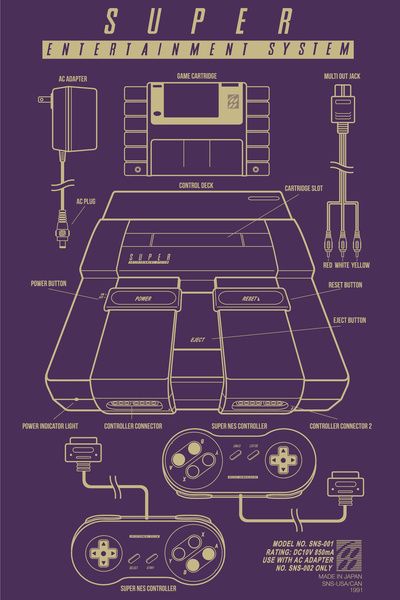 SUPER
ENTERTAINMENT SYSTEM
AC ADAPTER
GAME CARTRIDGE
MULTI OUT JACK
AC PLUG
CONTROL DECK
CARTRIDGE SLOT
RED WHITE YELLOW
SUPER
POWER BUTTON
POWER
RESET
RESET BUTTON
EJECT BUTTON
EJECT
POWER INDICATOR LIGHT
CONTROLLER CONNECTOR
SUPER NES CONTROLLER
CONTROLLER CONNECTOR 2
SELECT START
MODEL NO. SNS-001
RATING: DC10V 850mA
USE WITH AC ADAPTER
NO. SNS-002 ONLY
MADE IN JAPAN
SNS-USA/CAN
1991
SELECT START
SUPER NES CONTROLLER